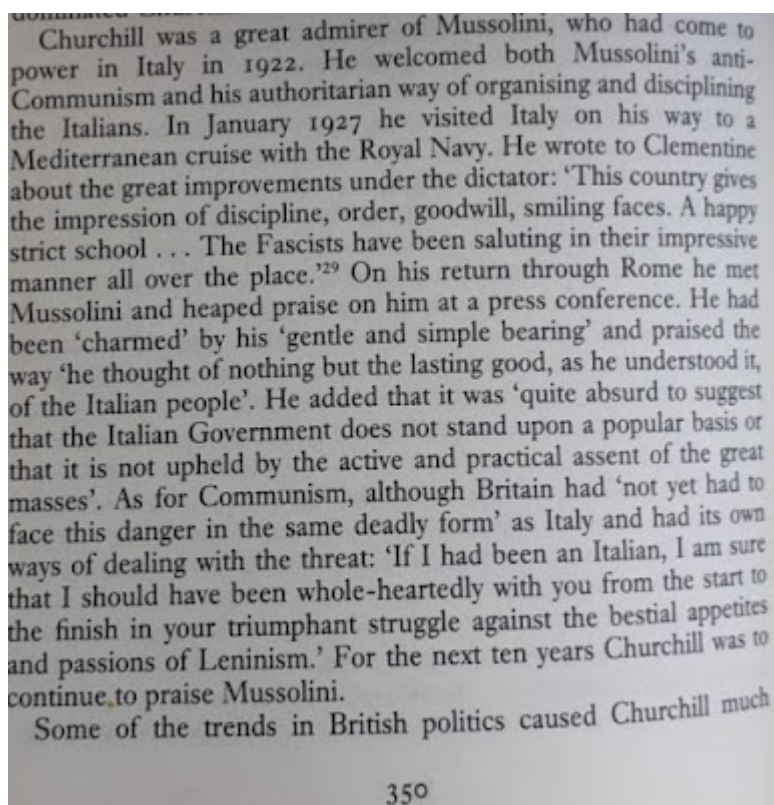 dominated Churc
Churchill was a great admirer of Mussolini, who had come to
power in Italy in 1922. He welcomed both Mussolini's anti-
Communism and his authoritarian way of organising and disciplining
the Italians. In January 1927 he visited Italy on his way to a
Mediterranean cruise with the Royal Navy. He wrote to Clementine
about the great improvements under the dictator: 'This country gives
the impression of discipline, order, goodwill, smiling faces. A happy
strict school ... The Fascists have been saluting in their impressive
manner all over the place.'29 On his return through Rome he met
Mussolini and heaped praise on him at a press conference. He had
been 'charmed' by his 'gentle and simple bearing' and praised the
way 'he thought of nothing but the lasting good, as he understood it,
of the Italian people'. He added that it was 'quite absurd to suggest
that the Italian Government does not stand upon a popular basis or
that it is not upheld by the active and practical assent of the great
masses'. As for Communism, although Britain had 'not yet had to
face this danger in the same deadly form' as Italy and had its own
ways of dealing with the threat: 'If I had been an Italian, I am sure
that I should have been whole-heartedly with you from the start to
the finish in your triumphant struggle against the bestial appetites
and passions of Leninism.' For the next ten years Churchill was to
continue to praise Mussolini.
Some of the trends in British politics caused Churchill much
350